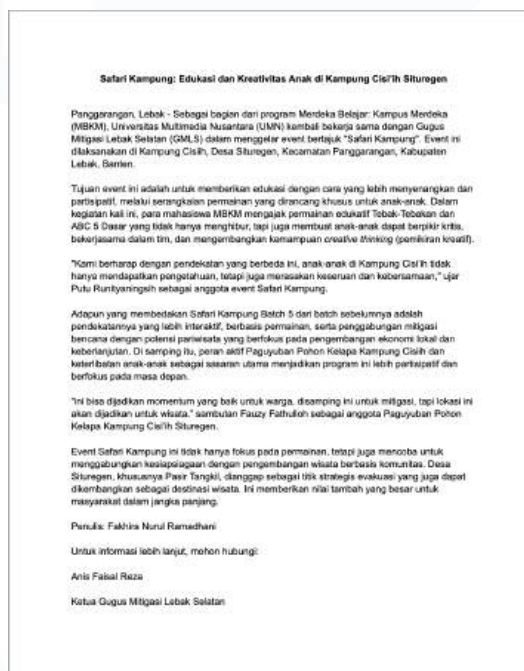 Safari Kampung: Edukasi dan Kreativitas Anak di Kampung Cisi'ih Situregen
Panggarangan, Lebak - Sebagai bagian dari program Merdeka Belajar: Kampus Merdeka
(MBKM), Universitas Multimedia Nusantara (UMN) kembali bekerja sama dengan Gugus
Mitigasi Lebak Selatan (GMLS) dalam menggelar event bertajuk "Safari Kampung". Event ini
dilaksanakan di Kampung Cisiih, Desa Situregen, Kecamatan Panggarangan, Kabupaten
Lebak, Banten.
Tujuan event ini adalah untuk memberikan edukasi dengan cara yang lebih menyenangkan dan
partisipatif, melalui serangkaian permainan yang dirancang khusus untuk anak-anak. Dalam
kegiatan kali ini, para mahasiswa MBKM mengajak permainan edukatif Tebak-Tebakan dan
ABC 5 Dasar yang tidak hanya menghibur, tapi juga membuat anak-anak dapat berpikir kritis,
bekerjasama dalam tim, dan mengembangkan kemampuan creative thinking (pemikiran kreatif).
"Kami berharap dengan pendekatan yang berbeda ini, anak-anak di Kampung Cisi'ih tidak
hanya mendapatkan pengetahuan, tetapi juga merasakan keseruan dan kebersamaan," ujar
Putu Runityaningsih sebagai anggota event Safari Kampung.
Adapun yang membedakan Safari Kampung Batch 5 dari batch sebelumnya adalah
pendekatannya yang lebih interaktif, berbasis permainan, serta penggabungan mitigasi
bencana dengan potensi pariwisata yang berfokus pada pengembangan ekonomi lokal dan
keberlanjutan. Di samping itu, peran aktif Paguyuban Pohon Kelapa Kampung Cisiih dan
keterlibatan anak-anak sebagai sasaran utama menjadikan program ini lebih partisipatif dan
berfokus pada masa depan.
"Ini bisa dijadikan momentum yang baik untuk warga, disamping ini untuk mitigasi, tapi lokasi ini
akan dijadikan untuk wisata." sambutan Fauzy Fathulloh sebagai anggota Paguyuban Pohon
Kelapa Kampung Cisi'ih Situregen.
Event Safari Kampung ini tidak hanya fokus pada permainan, tetapi juga mencoba untuk
menggabungkan kesiapsiagaan dengan pengembangan wisata berbasis komunitas. Desa
Situregen, khususnya Pasir Tangkil, dianggap sebagai titik strategis evakuasi yang juga dapat
dikembangkan sebagai destinasi wisata. Ini memberikan nilai tambah yang besar untuk
masyarakat dalam jangka panjang.
Penulis: Fakhira Nurul Ramadhani
Untuk informasi lebih lanjut, mohon hubungi:
Anis Faisal Reza
Ketua Gugus Mitigasi Lebak Selatan